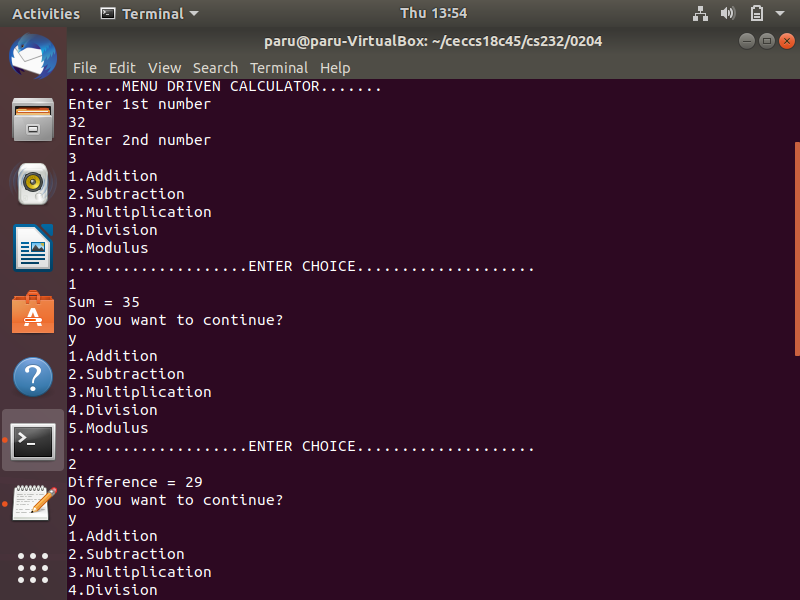 Activities Terminal Thu 13:54
paru@paru-VirtualBox: ~/ceccs18c45/cs232/0204
File Edit View Search Terminal Help
......MENU DRIVEN CALCULATOR.......
Enter 1st number
32
Enter 2nd number
3
1.Addition
2.Subtraction
3.Multiplication
4.Division
5.Modulus
....................ENTER CHOICE....................
1
Sum = 35
Do you want to continue?
y
1.Addition
2.Subtraction
3.Multiplication
4.Division
5.Modulus
....................ENTER CHOICE....................
2
Difference = 29
Do you want to continue?
y
1.Addition
2.Subtraction
3.Multiplication
4.Division